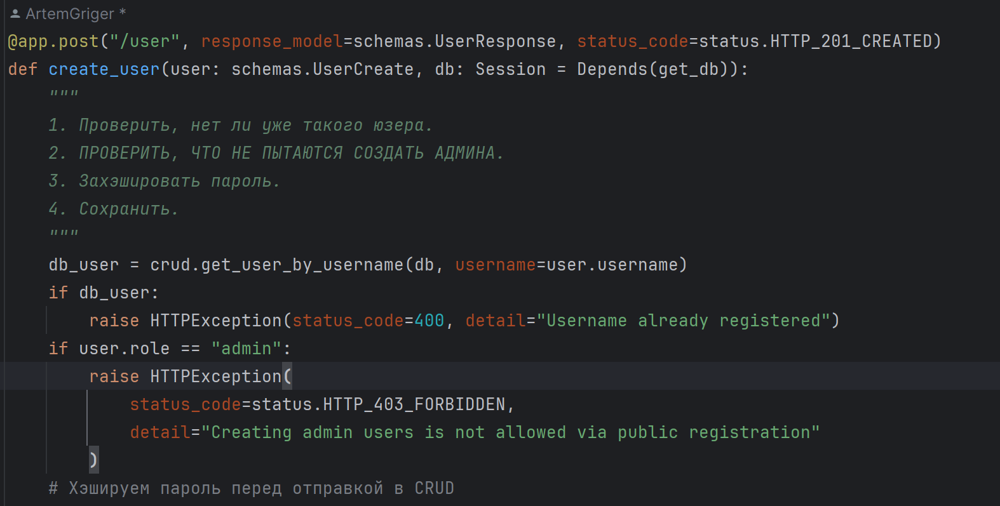 ArtemGriger *
@app.post("/user", response_model=schemas.UserResponse, status_code=status.HTTP_201_CREATED)
def create_user(user: schemas.UserCreate, db: Session = Depends(get_db)):
    """
    1. Проверить, нет ли уже такого юзера.
    2. ПРОВЕРИТЬ, ЧТО НЕ ПЫТАЮТСЯ СОЗДАТЬ АДМИНА.
    3. Захэшировать пароль.
    4. Сохранить.
    """
    db_user = crud.get_user_by_username(db, username=user.username)
    if db_user:
        raise HTTPException(status_code=400, detail="Username already registered")
    if user.role == "admin":
        raise HTTPException(
            status_code=status.HTTP_403_FORBIDDEN,
            detail="Creating admin users is not allowed via public registration"
        )
    # Хэшируем пароль перед отправкой в CRUD